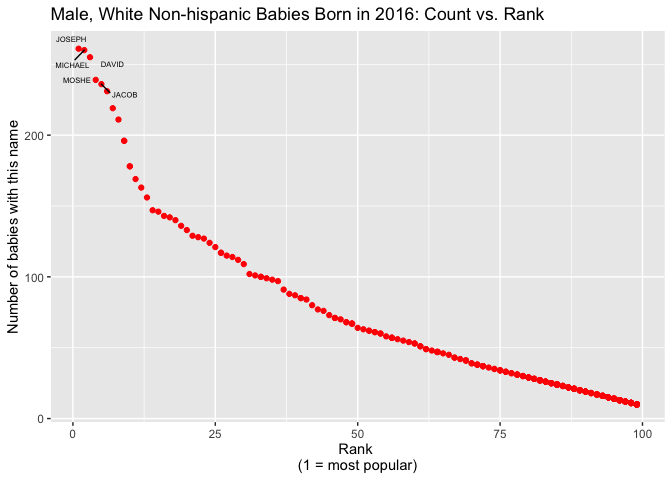 Male, White Non-hispanic Babies Born in 2016: Count vs. Rank
JOSEPH
MICHAEL
DAVID
MOSHE
JACOB
Number of babies with this name
200
100
0
0
25
50
75
100
Rank
(1 = most popular)